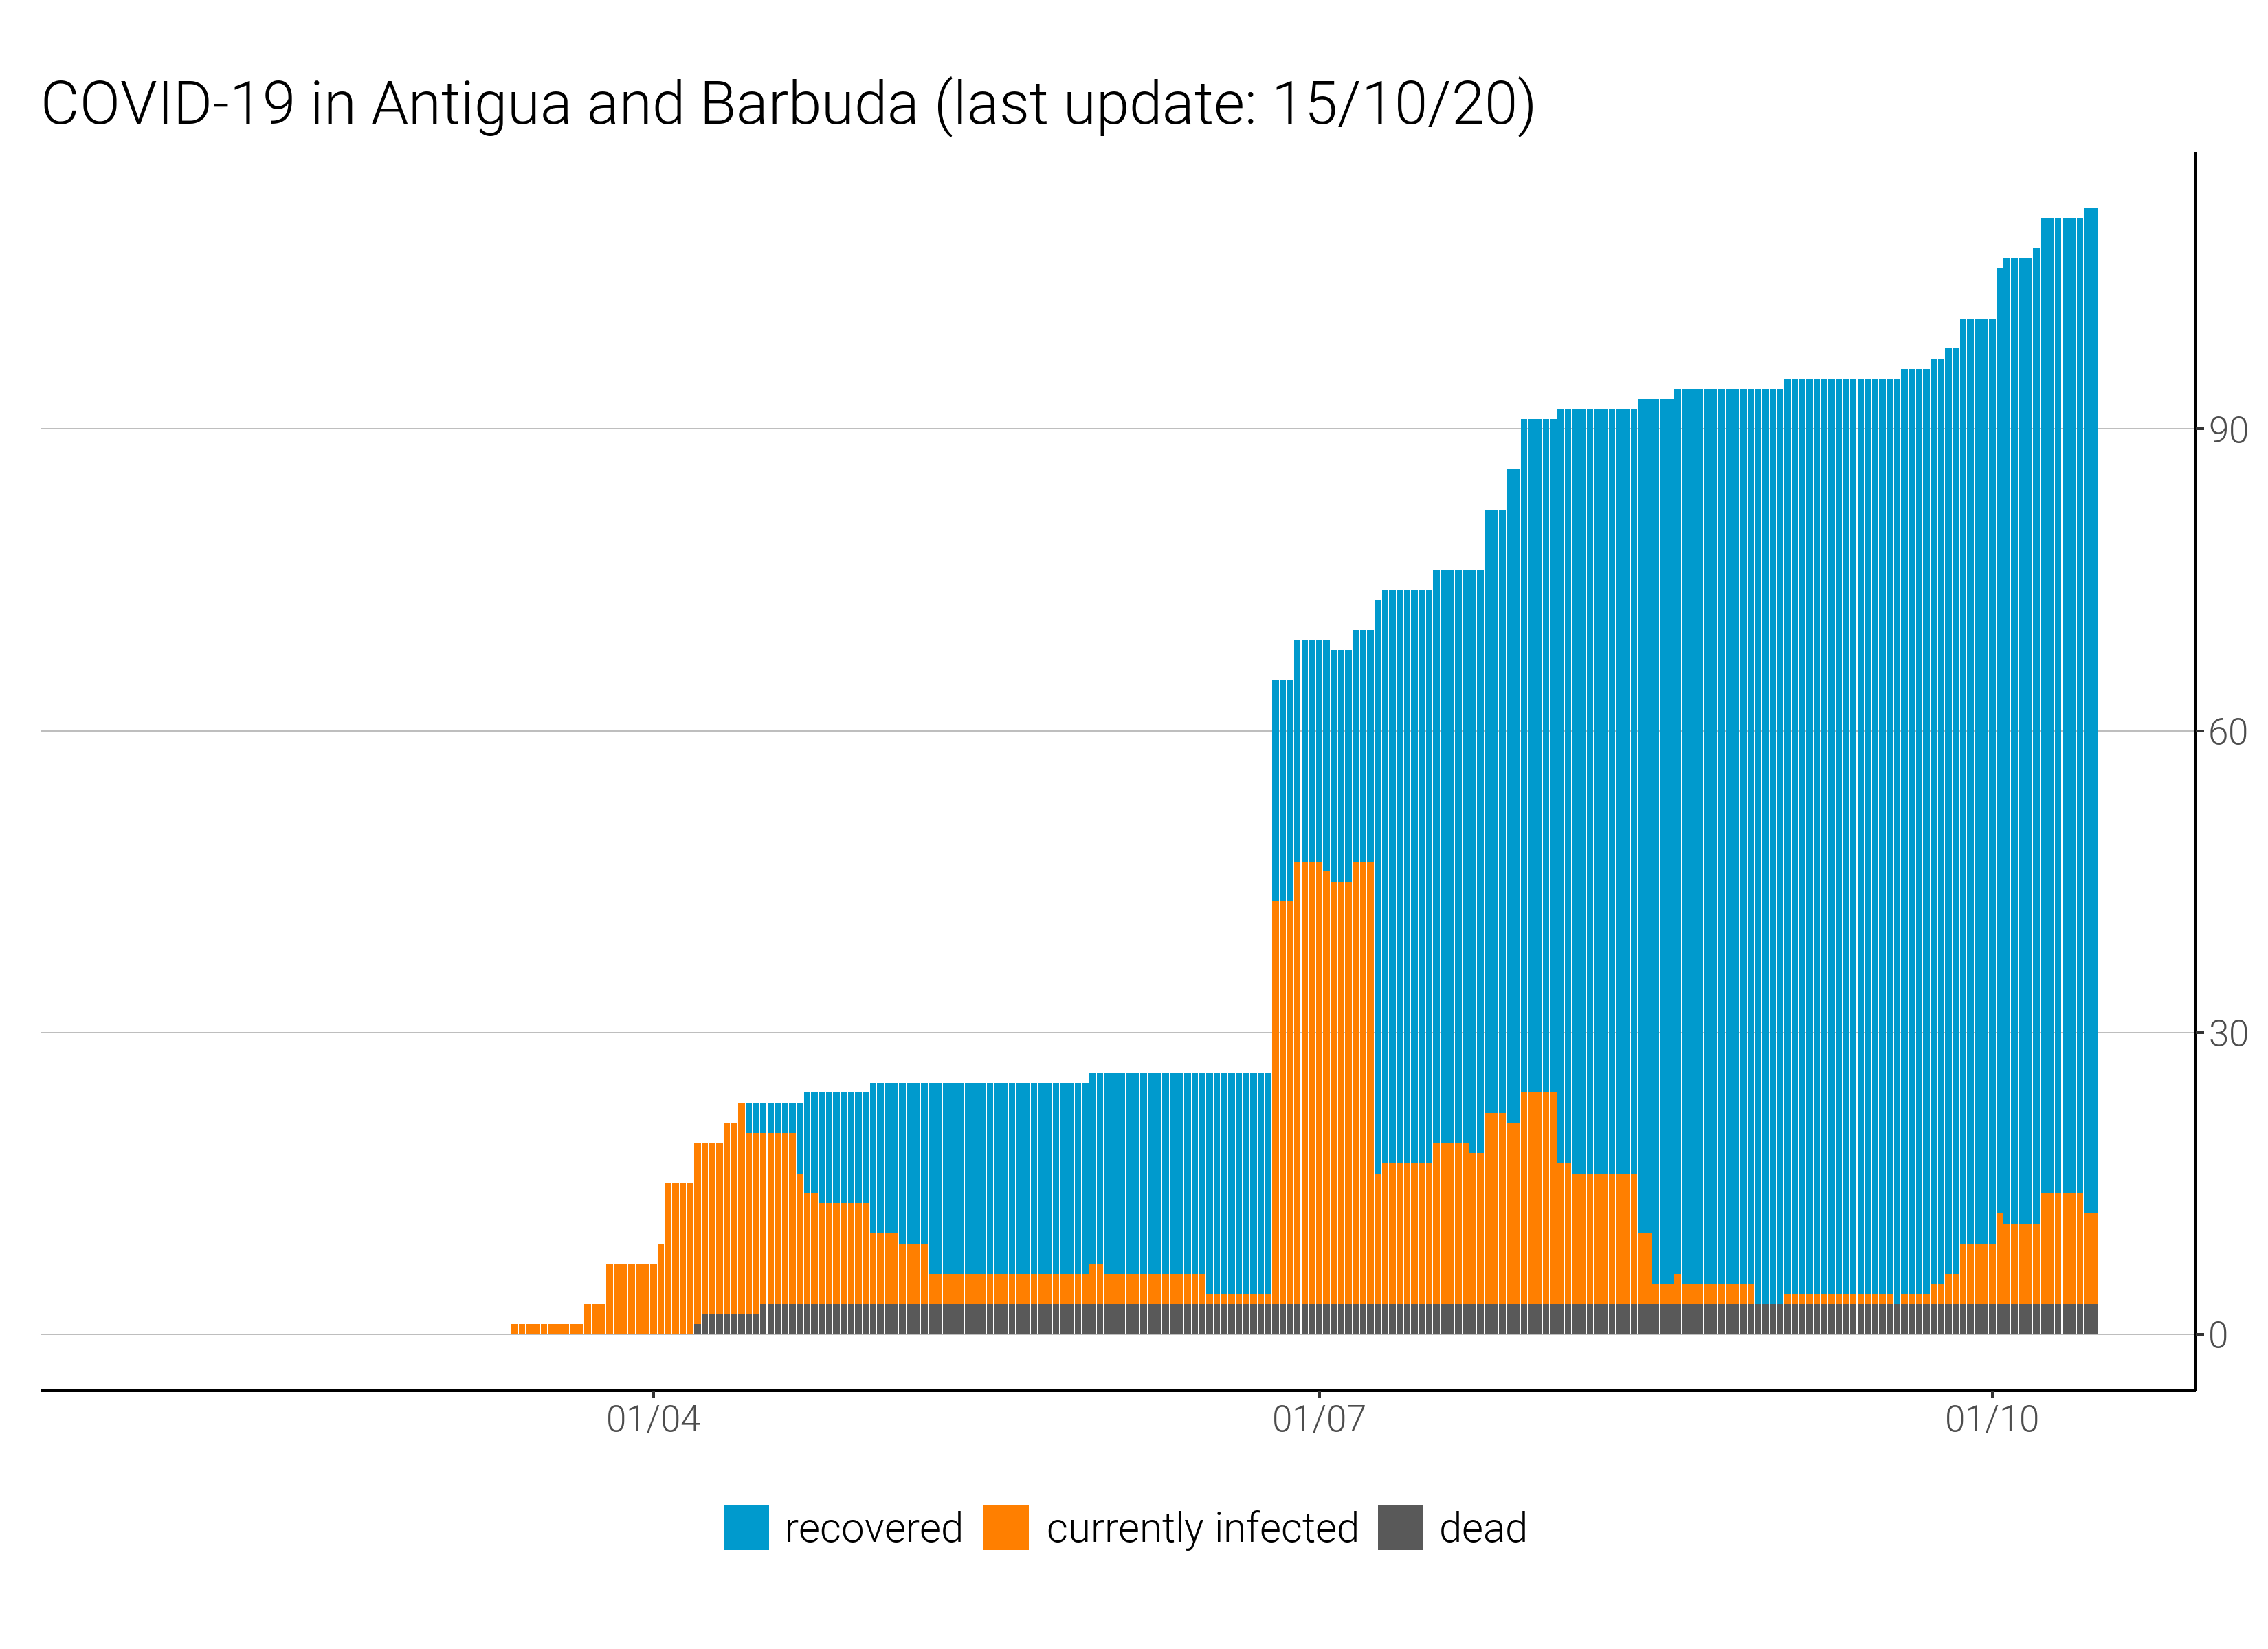 COVID-19 in Antigua and Barbuda (last update: 15/10/20)
90
60
30
0
01/04 01/07 01/10
recovered currently infected dead